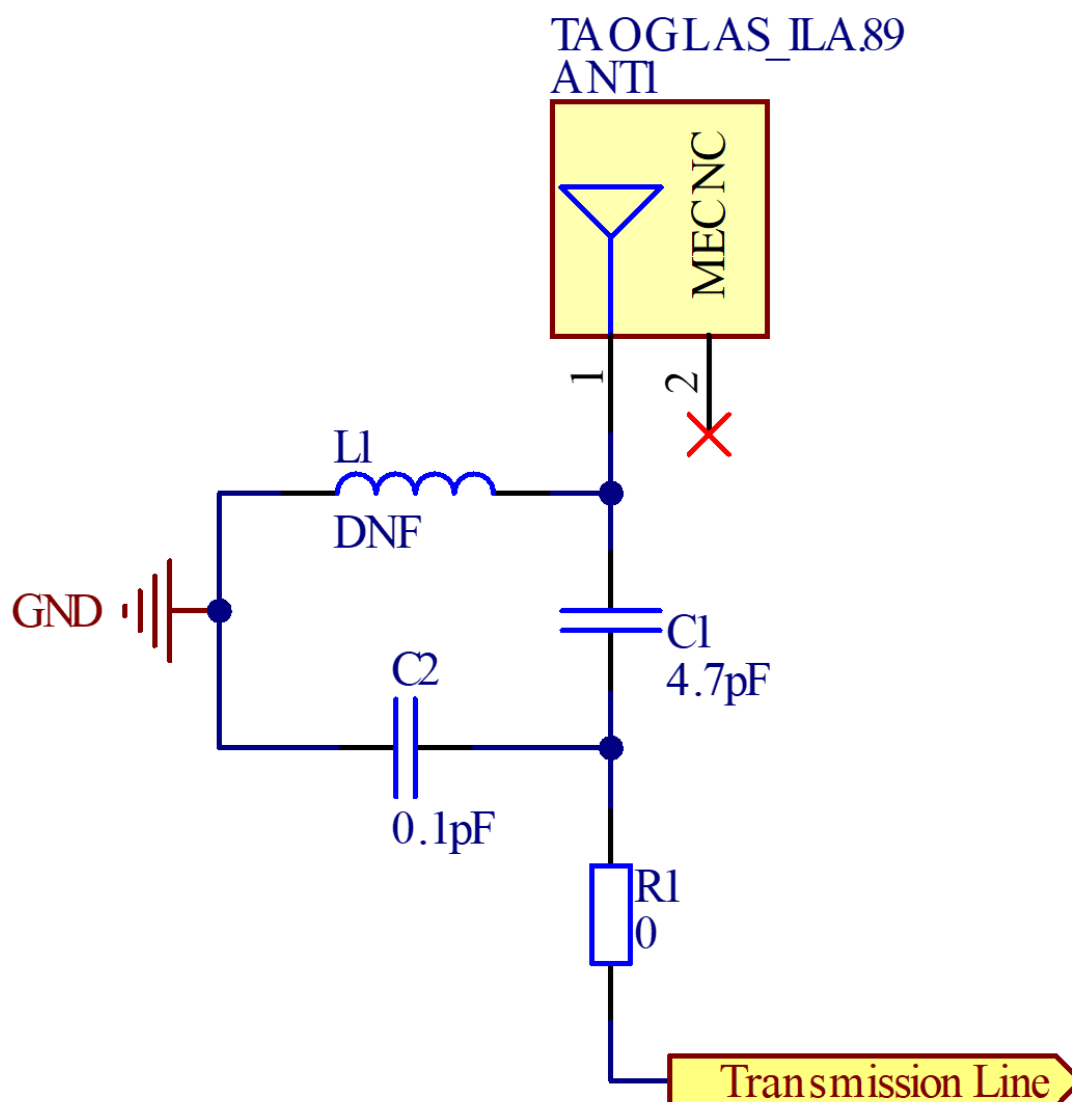 TAOGLAS_ILA.89
ANT1
MECNC
1
2
L1
DNF
GND
C1
4.7pF
C2
0.1pF
R1
0
Transmission Line